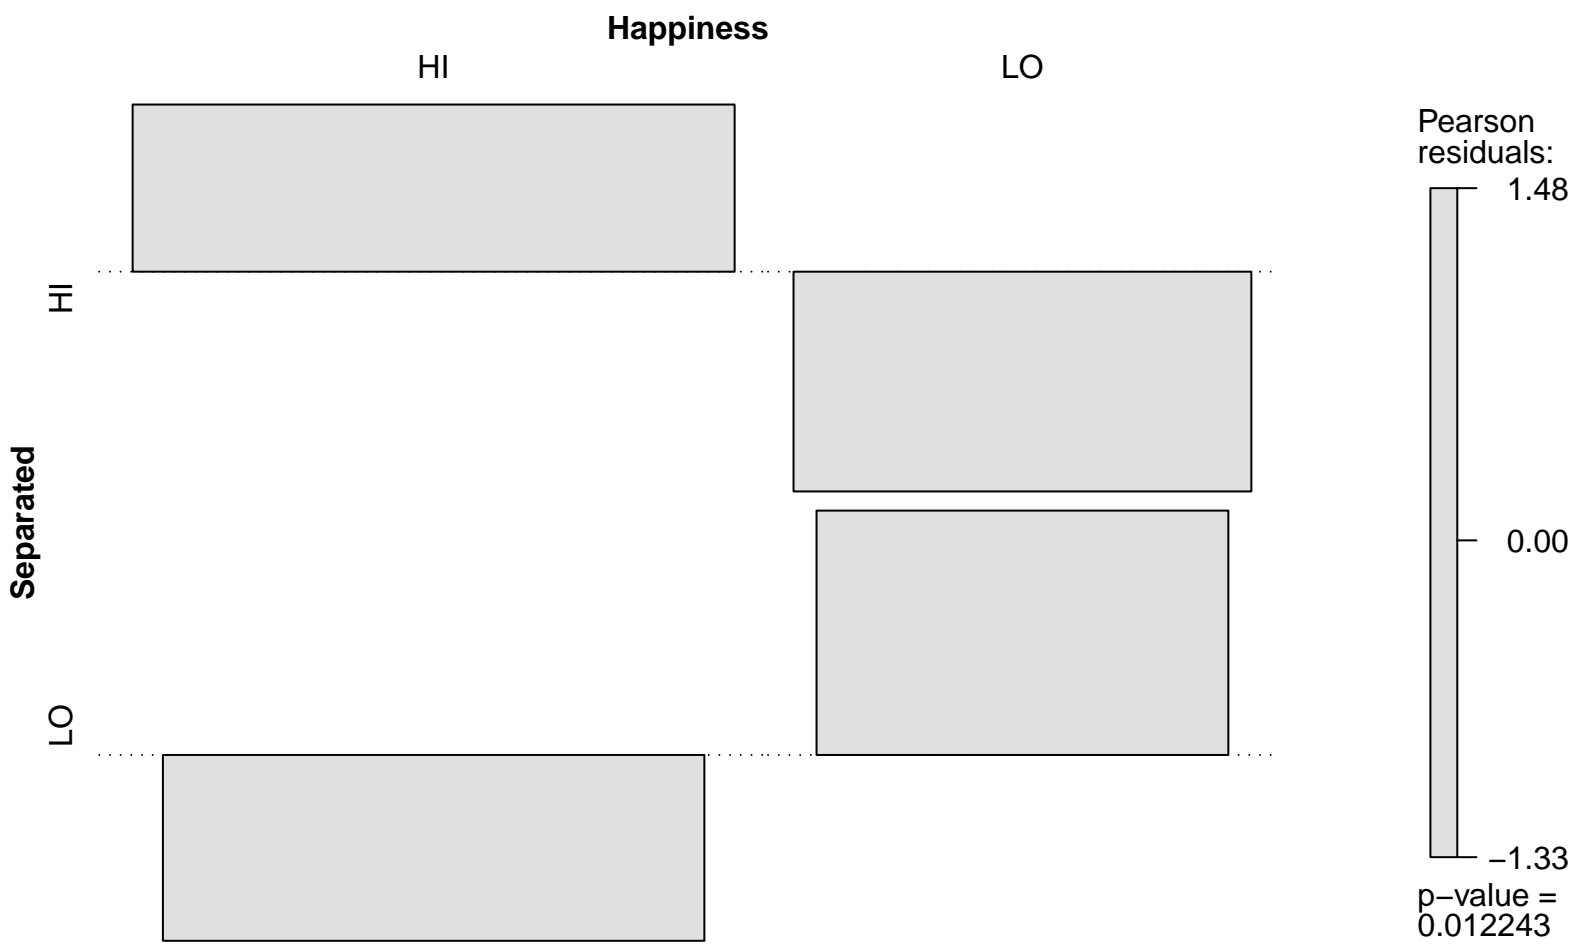 Happiness
HI
LO
Separated
HI
LO
Pearson
residuals:
1.48
0.00
−1.33
p−value =
0.012243